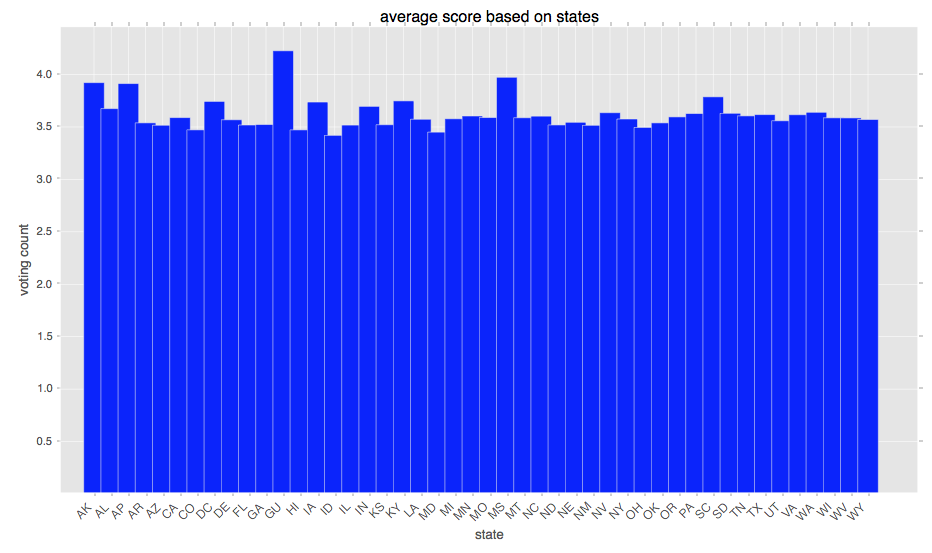 average score based on states
voting count
4.0
3.5
3.0
2.5
2.0
1.5
1.0
0.5
AK AL AP AR AZ CA CO DC DE FL GA GU HI IA ID IL IN KS KY LA MD MI MN MO MS MT NC ND NE NM NV NY OH OK OR PA SC SD TN TX UT VA WA WI WV WY
state